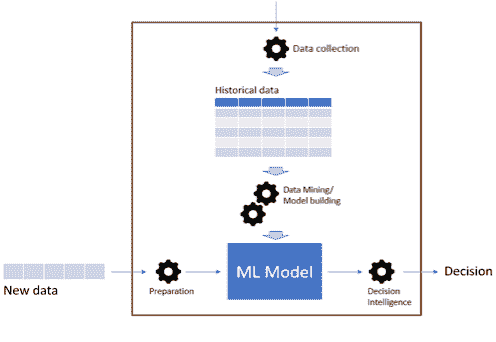 Data collection
Historical data
Data Mining/
Model building
ML Model
New data
Preparation
Decision
Intelligence
Decision